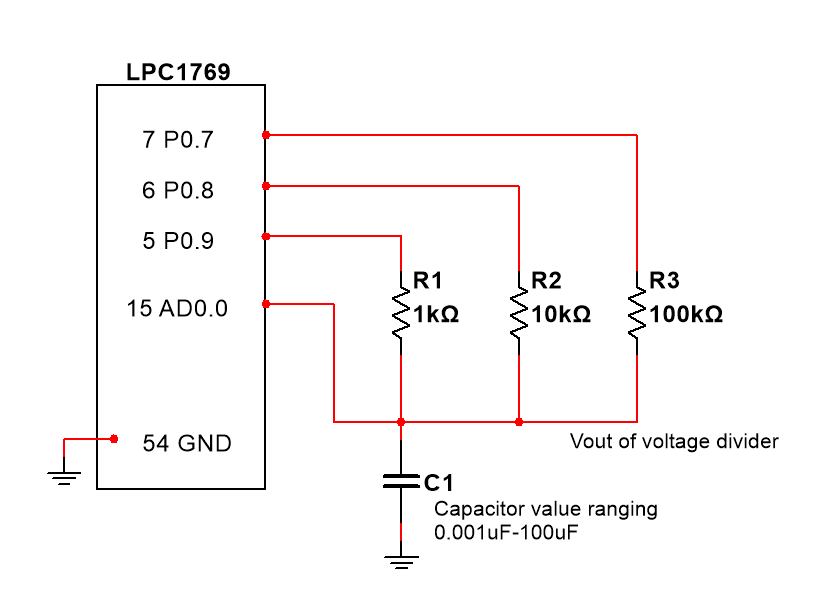 LPC1769
7 P0.7
6 P0.8
5 P0.9
15 AD0.0
54 GND
R1
1kΩ
R2
10kΩ
R3
100kΩ
Vout of voltage divider
C1
Capacitor value ranging
0.001uF-100uF